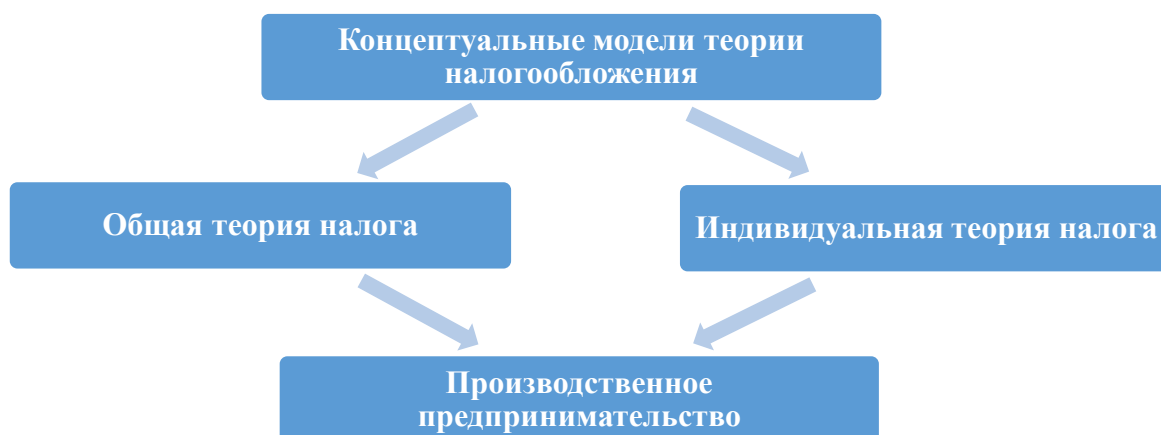 Концептуальные модели теории
налогообложения
Общая теория налога
Индивидуальная теория налога
Производственное
предпринимательство